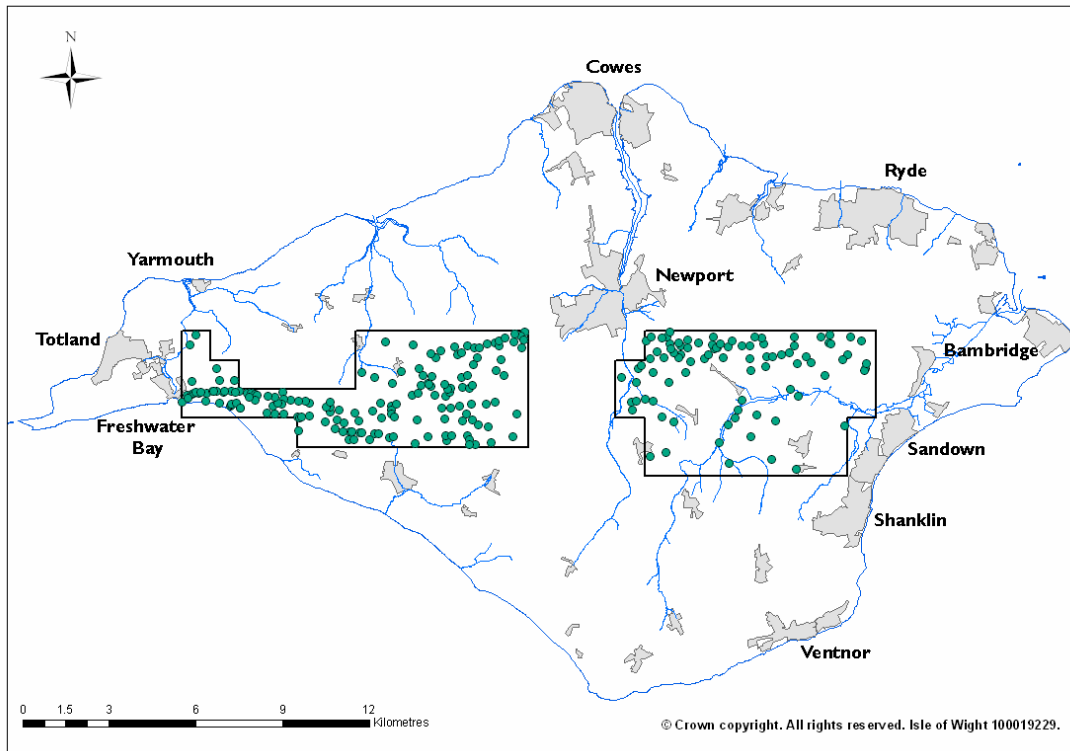 N
Cowes
Ryde
Yarmouth
Newport
Totland
Bambridge
Freshwater
Bay
Sandown
Shanklin
Ventnor
0 1.5 3 6 9 12
Kilometres
© Crown copyright. All rights reserved. Isle of Wight 100019229.